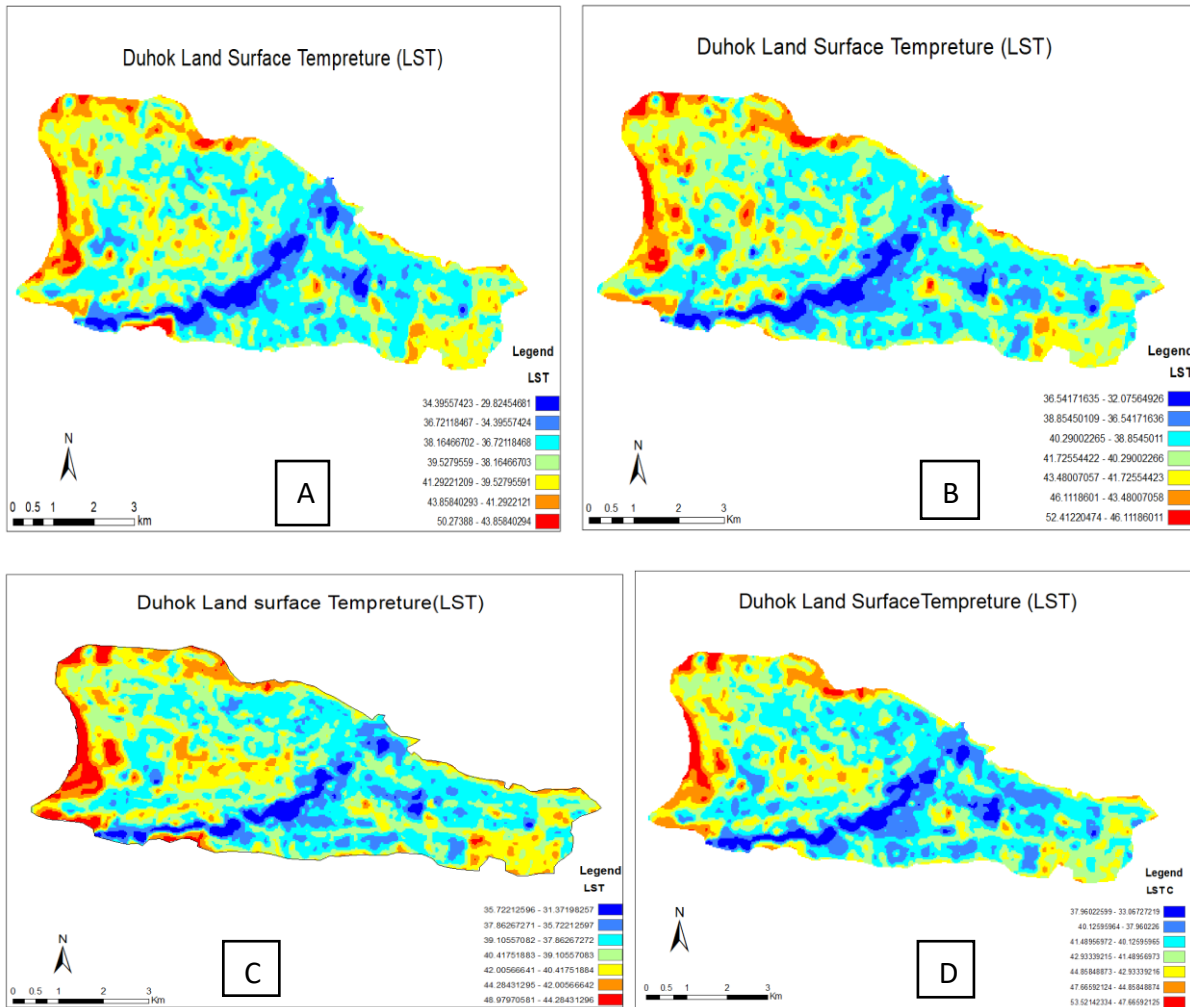 Duhok Land Surface Tempreture (LST)
Legend
LST
34.39557423 - 29.82454681
36.72118467 - 34.39557424
38.16466702 - 36.72118468
39.5279559 - 38.16466703
41.29221209 - 39.52795591
43.85840293 - 41.2922121
50.27388 - 43.85840294
N
0 0.5 1 2 3
Km
A
Duhok Land Surface Tempreture (LST)
Legend
LST
36.54171635 - 32.07564926
38.85450109 - 36.54171636
40.29002265 - 38.8545011
41.72554422 - 40.29002266
43.48007057 - 41.72554423
46.1118601 - 43.48007058
52.41220474 - 46.11186011
N
0 0.5 1 2 3
Km
B
Duhok Land surface Tempreture(LST)
Legend
LST
35.72212596 - 31.37198257
37.86267271 - 35.72212597
39.10557082 - 37.86267272
40.41751883 - 39.10557083
42.00566641 - 40.41751884
44.28431295 - 42.00566642
48.97970581 - 44.28431296
N
0 0.5 1 2 3
Km
C
Duhok Land SurfaceTempreture (LST)
Legend
LST C
37.96022599 - 33.06727219
40.12595964 - 37.960226
41.48956972 - 40.12595965
42.93339215 - 41.48956973
44.85848873 - 42.93339216
47.66592124 - 44.85848874
53.52142334 - 47.66592125
N
0 0.5 1 2 3
Km
D